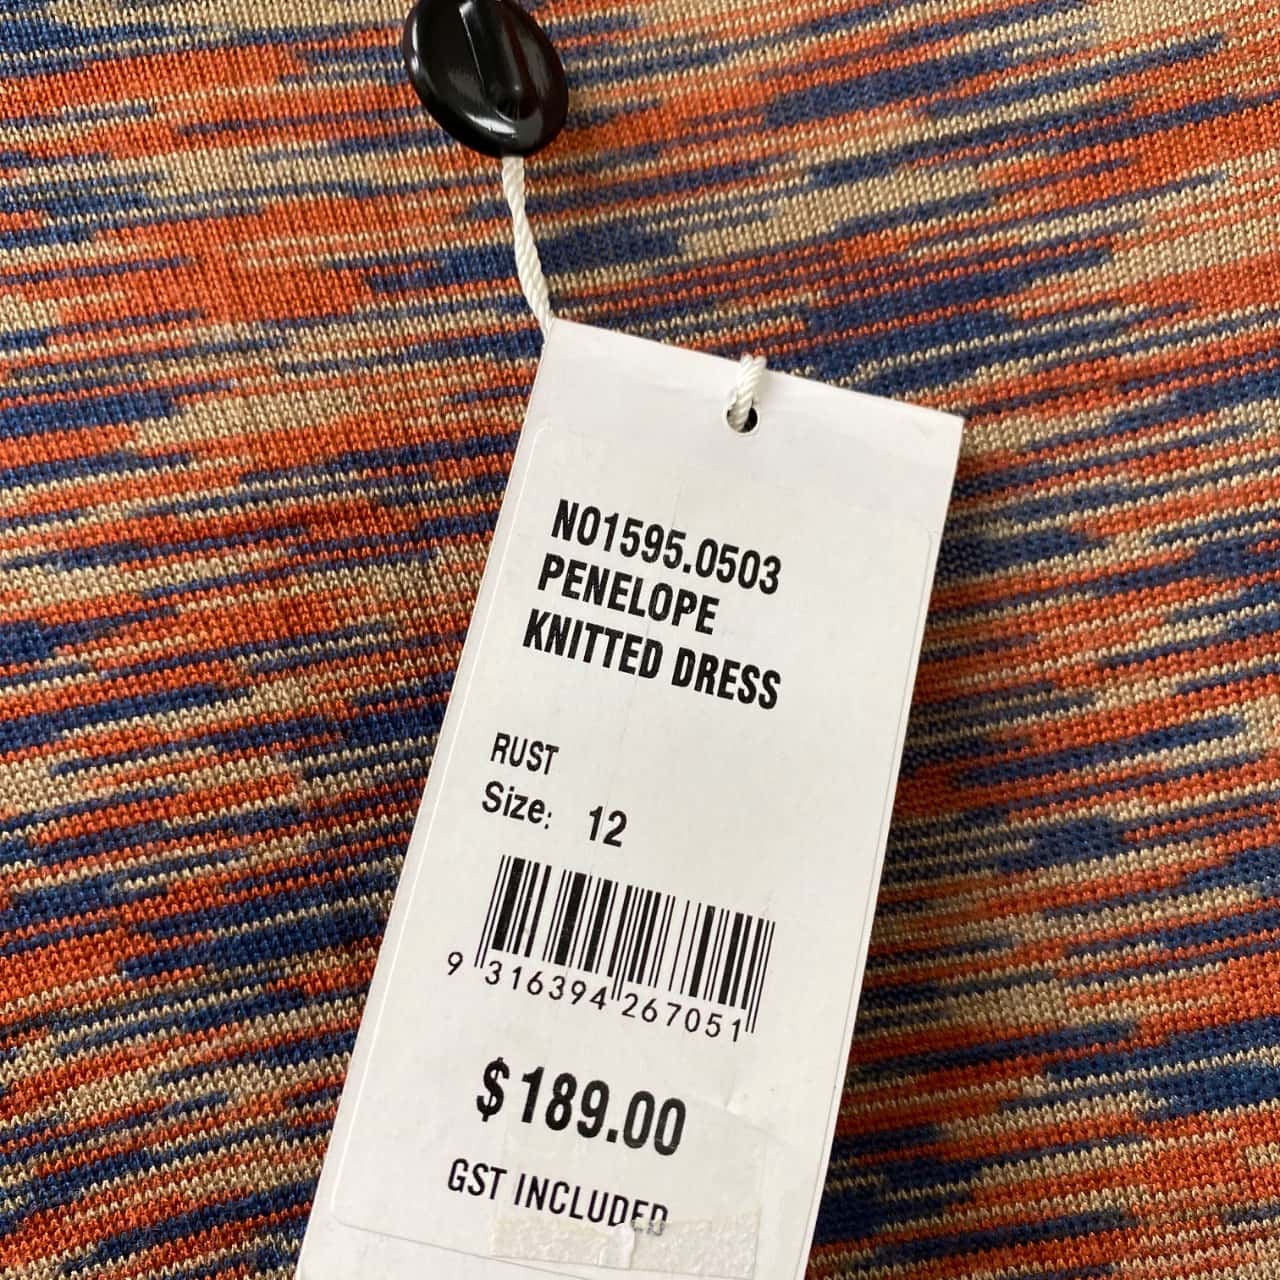 N01595.0503
PENELOPE
KNITTED DRESS
RUST
Size: 12
9 316394 267051
$189.00
GST INCLUDED